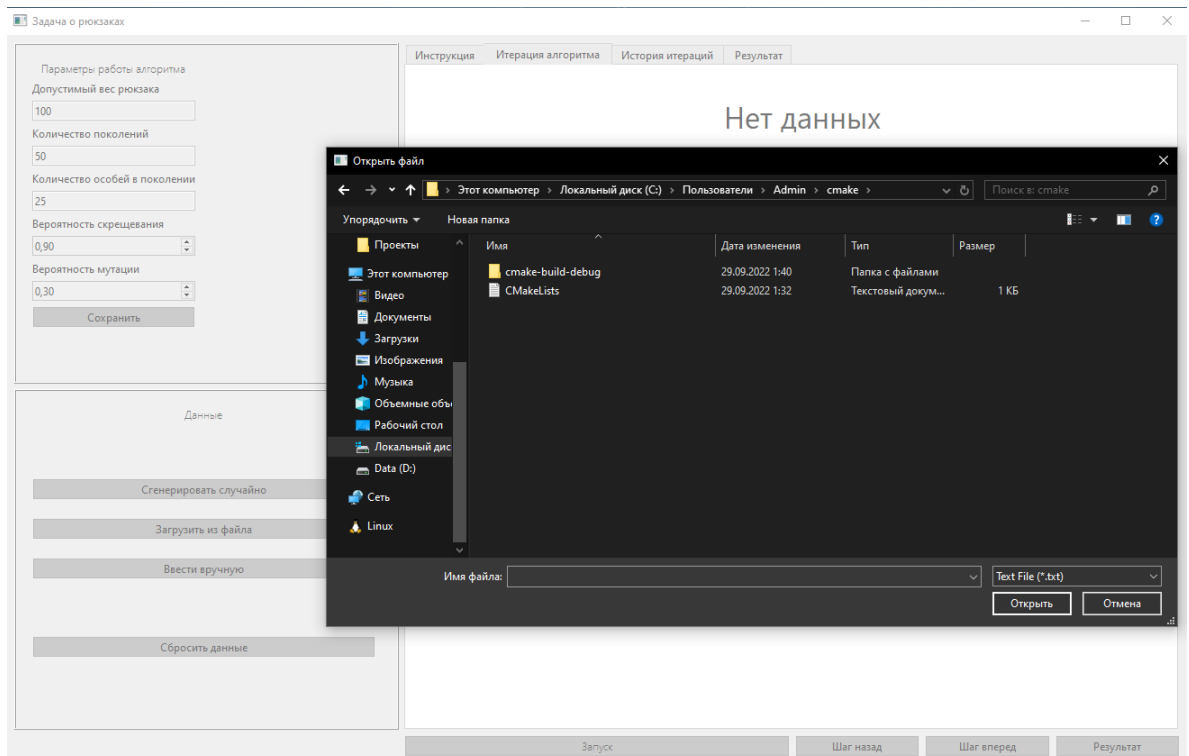 Задача о рюкзаках
Параметры работы алгоритма
Допустимый вес рюкзака
100
Количество поколений
50
Количество особей в поколении
25
Вероятность скрещевания
0,90
Вероятность мутации
0,30
Сохранить
Данные
Сгенерировать случайно
Загрузить из файла
Ввести вручную
Сбросить данные
Инструкция Итерация алгоритма История итераций Результат
Нет данных
Открыть файл
Этот компьютер › Локальный диск (C:) › Пользователи › Admin › cmake ›
Поиск в: cmake
Упорядочить Новая папка
Проекты
Этот компьютер
Видео
Документы
Загрузки
Изображения
Музыка
Объемные объ
Рабочий стол
Локальный дис
Data (D:)
Сеть
Linux
Имя Дата изменения Тип Размер
cmake-build-debug 29.09.2022 1:40 Папка с файлами
CMakeLists 29.09.2022 1:32 Текстовый докум... 1 КБ
Имя файла: Text File (*.txt)
Открыть Отмена
Запуск Шаг назад Шаг вперед Результат